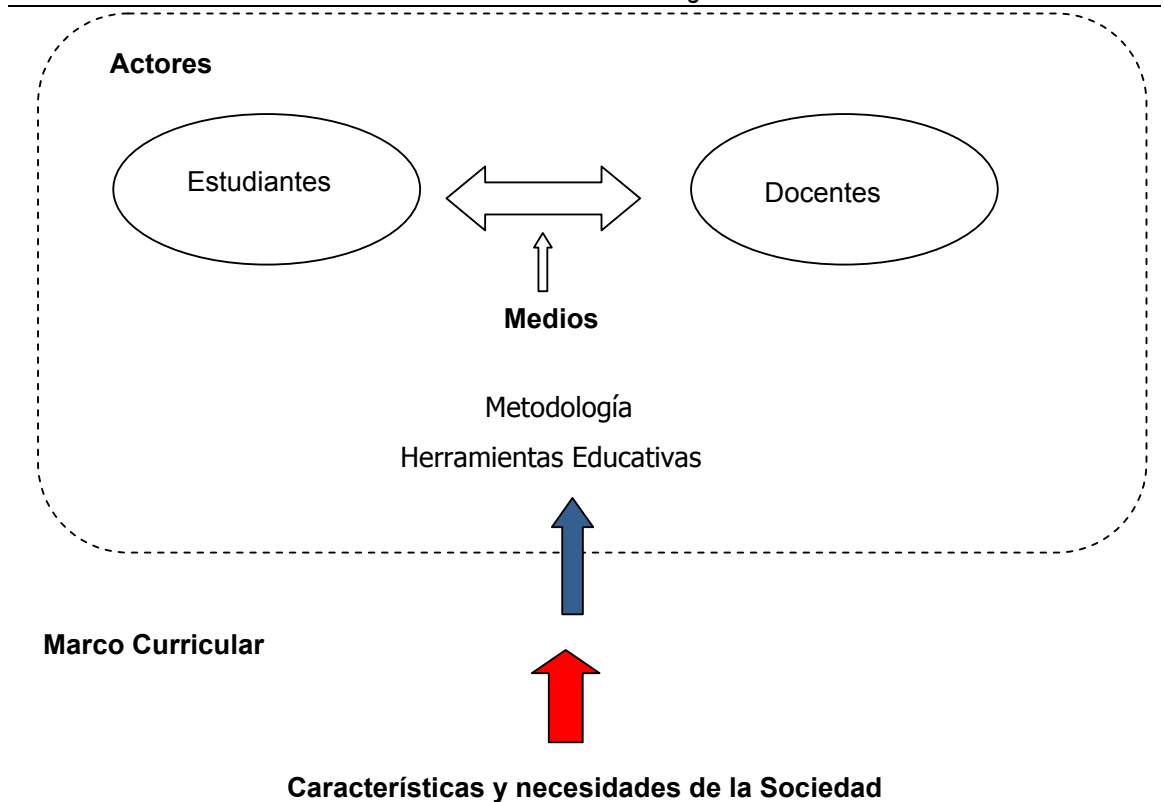 Actores
Estudiantes
Docentes
Medios
Metodología
Herramientas Educativas
Marco Curricular
Características y necesidades de la Sociedad